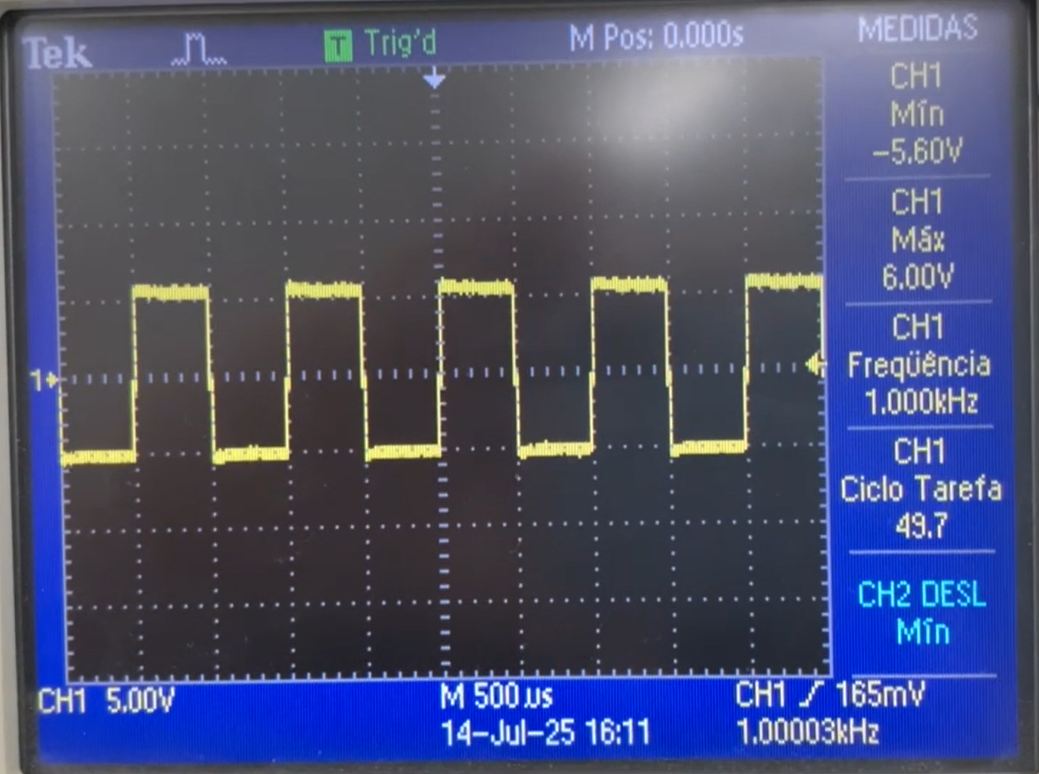 Tek
T Trig'd
M Pos: 0.000s
MEDIDAS
CH1
Mín
-5.60V
CH1
Máx
6.00V
CH1
Freqüência
1.000kHz
CH1
Ciclo Tarefa
49.7
CH2 DESL
Mín
1
CH1 5.00V
M 500µs
CH1 165mV
14-Jul-25 16:11
1.00003kHz